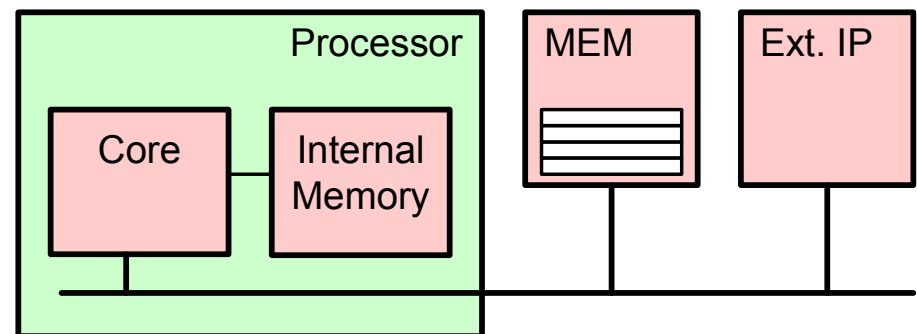 Processor
MEM
Ext. IP
Core
Internal
Memory